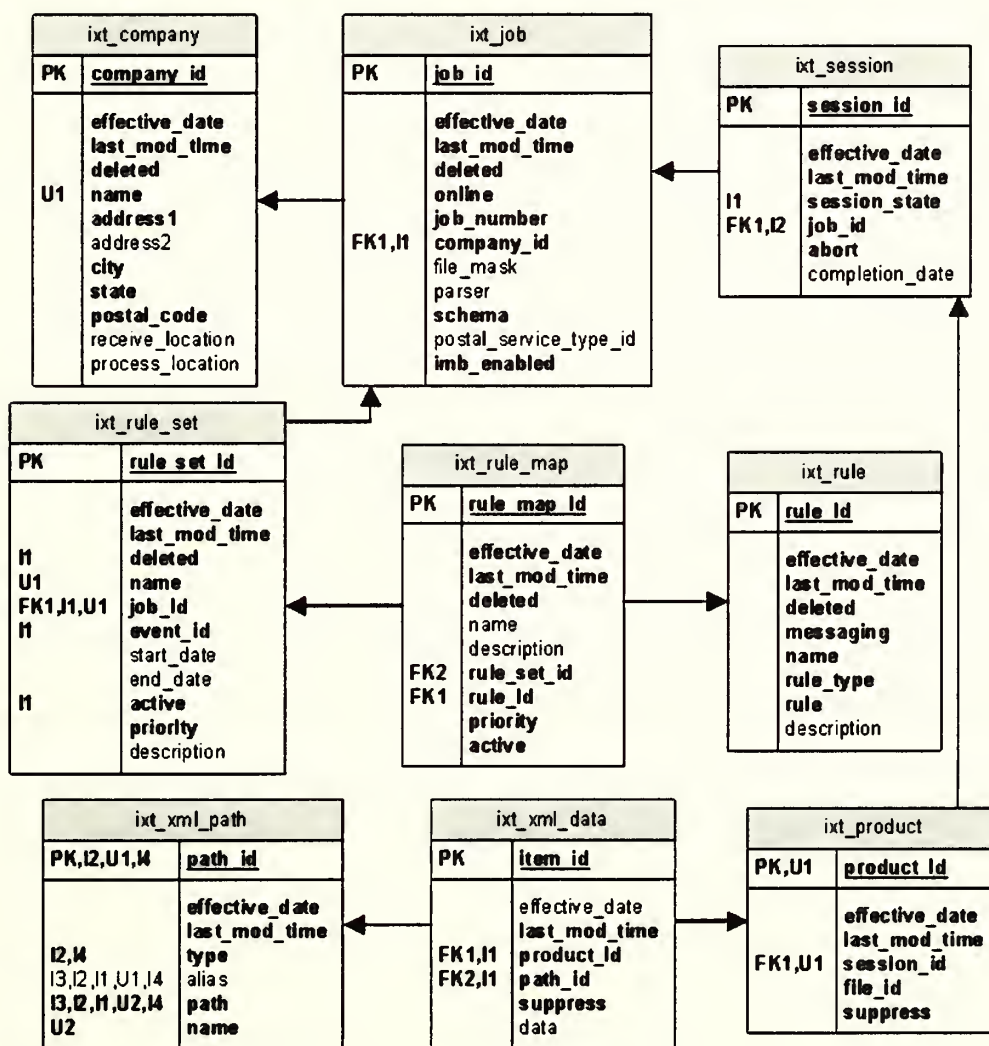 ixt_company
PK company_id
effective_date
last_mod_time
deleted
U1 name
address1
address2
city
state
postal_code
receive_location
process_location
ixt_job
PK job_id
effective_date
last_mod_time
deleted
online
job_number
FK1,I1 company_id
file_mask
parser
schema
postal_service_type_id
imb_enabled
ixt_session
PK session_id
effective_date
last_mod_time
I1 session_state
FK1,I2 job_id
abort
completion_date
ixt_rule_set
PK rule_set_id
effective_date
last_mod_time
I1 deleted
U1 name
FK1,I1,U1 job_id
I1 event_id
start_date
end_date
I1 active
priority
description
ixt_rule_map
PK rule_map_id
effective_date
last_mod_time
deleted
name
description
FK2 rule_set_id
FK1 rule_id
priority
active
ixt_rule
PK rule_id
effective_date
last_mod_time
deleted
messaging
name
rule_type
rule
description
ixt_xml_path
PK,I2,U1,I4 path_id
effective_date
last_mod_time
I2,I4 type
I3,I2,I1,U1,I4 alias
I3,I2,I1,U2,I4 path
U2 name
ixt_xml_data
PK item_id
effective_date
last_mod_time
FK1,I1 product_id
FK2,I1 path_id
suppress
data
ixt_product
PK,U1 product_id
effective_date
last_mod_time
FK1,U1 session_id
file_id
suppress